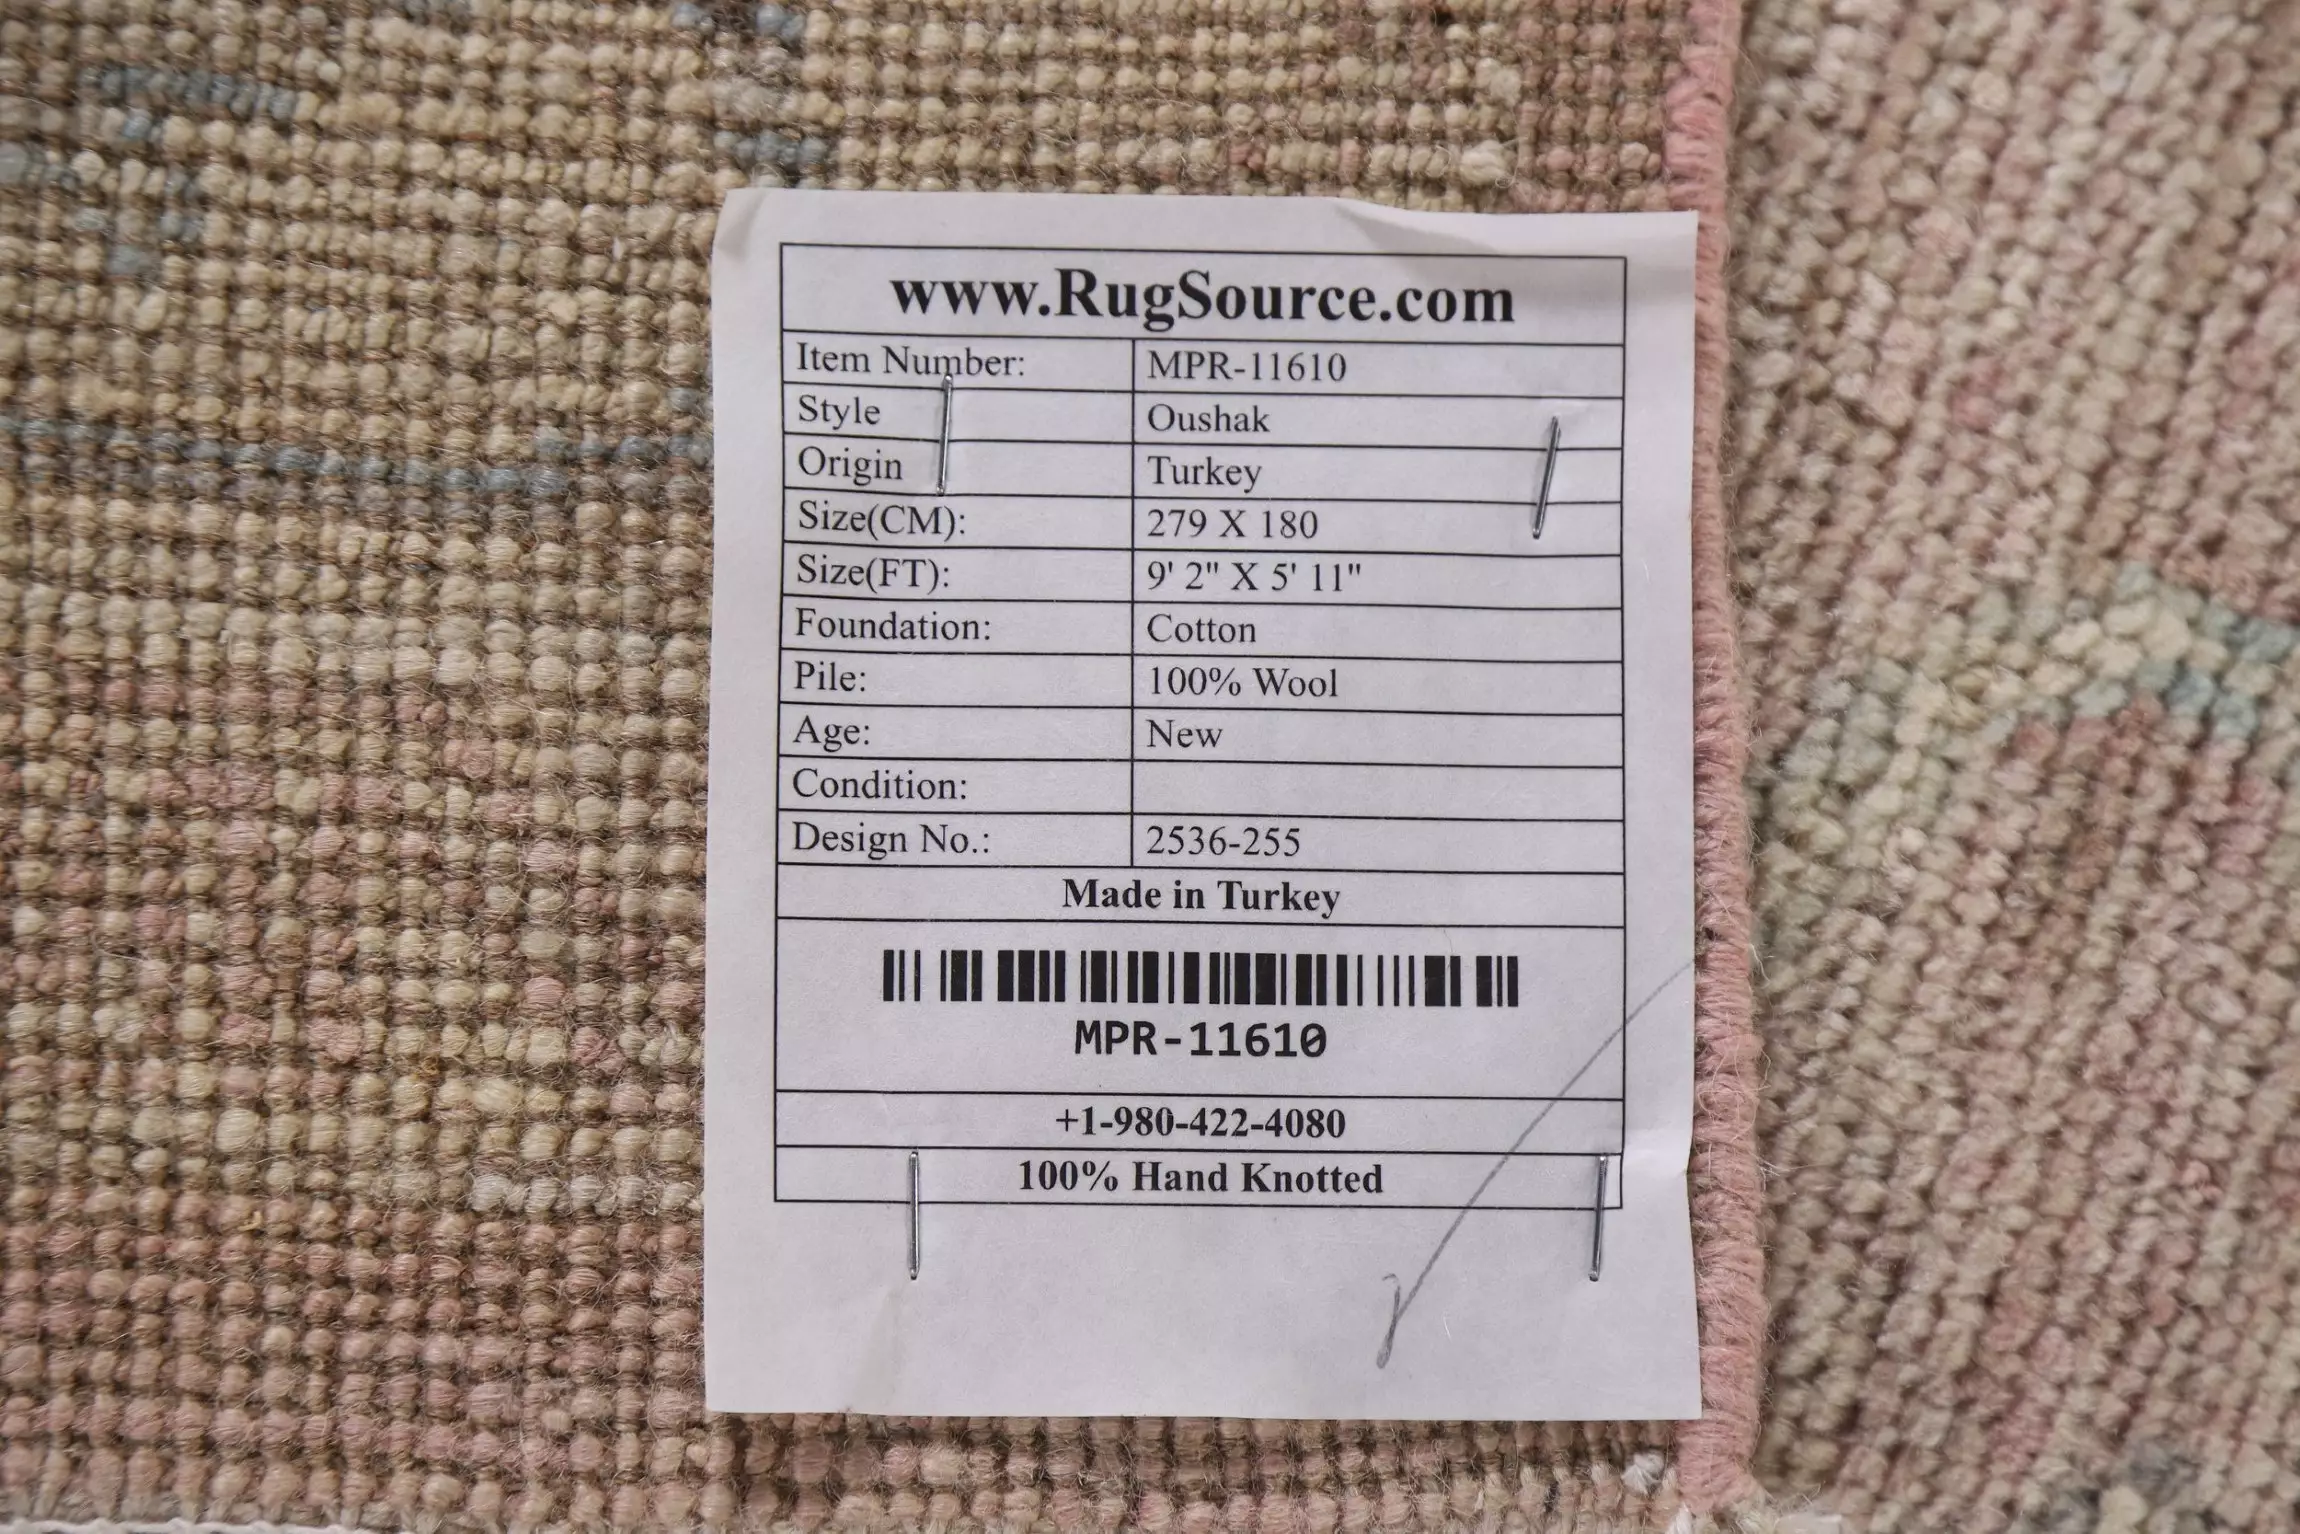 www.RugSource.com
Item Number: MPR-11610
Style Oushak
Origin Turkey
Size(CM): 279 X 180
Size(FT): 9' 2" X 5' 11"
Foundation: Cotton
Pile: 100% Wool
Age: New
Condition:
Design No.: 2536-255
Made in Turkey
MPR-11610
+1-980-422-4080
100% Hand Knotted